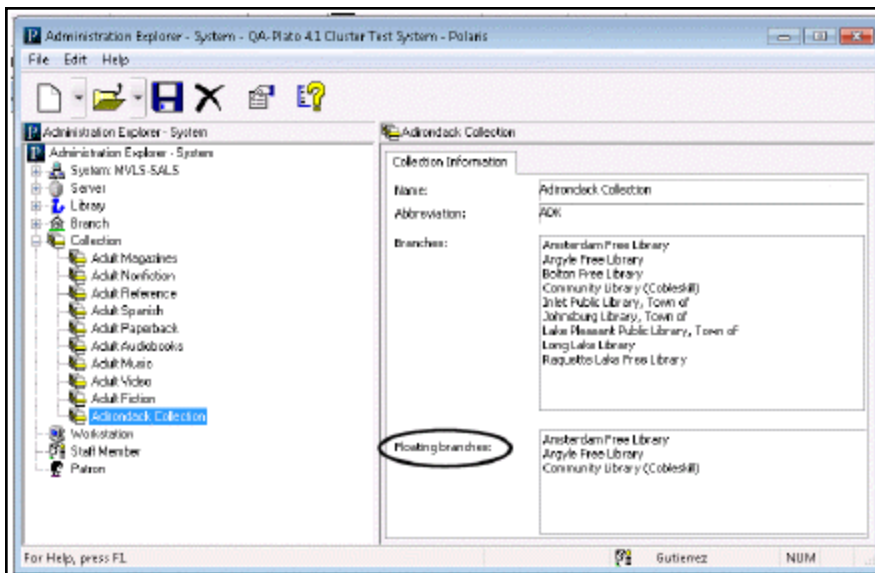 Administration Explorer - System - QA-Plato 4.1 Cluster Test System - Polaris
File Edit Help
Administration Explorer - System
Administration Explorer - System
System: MVLS-SALS
Server
Library
Branch
Collection
Adult Magazines
Adult Nonfiction
Adult Reference
Adult Spanish
Adult Paperback
Adult Audiobooks
Adult Music
Adult Video
Adult Fiction
Adirondack Collection
Workstation
Staff Member
Patron
Adirondack Collection
Collection Information
Name: Adirondack Collection
Abbreviation: ADK
Branches: Amsterdam Free Library
Argyle Free Library
Bolton Free Library
Community Library (Cobleskill)
Inlet Public Library, Town of
Johnsburg Library, Town of
Lake Pleasant Public Library, Town of
Long Lake Library
Raquette Lake Free Library
Floating branches: Amsterdam Free Library
Argyle Free Library
Community Library (Cobleskill)
For Help, press F1 Gutierrez NUM